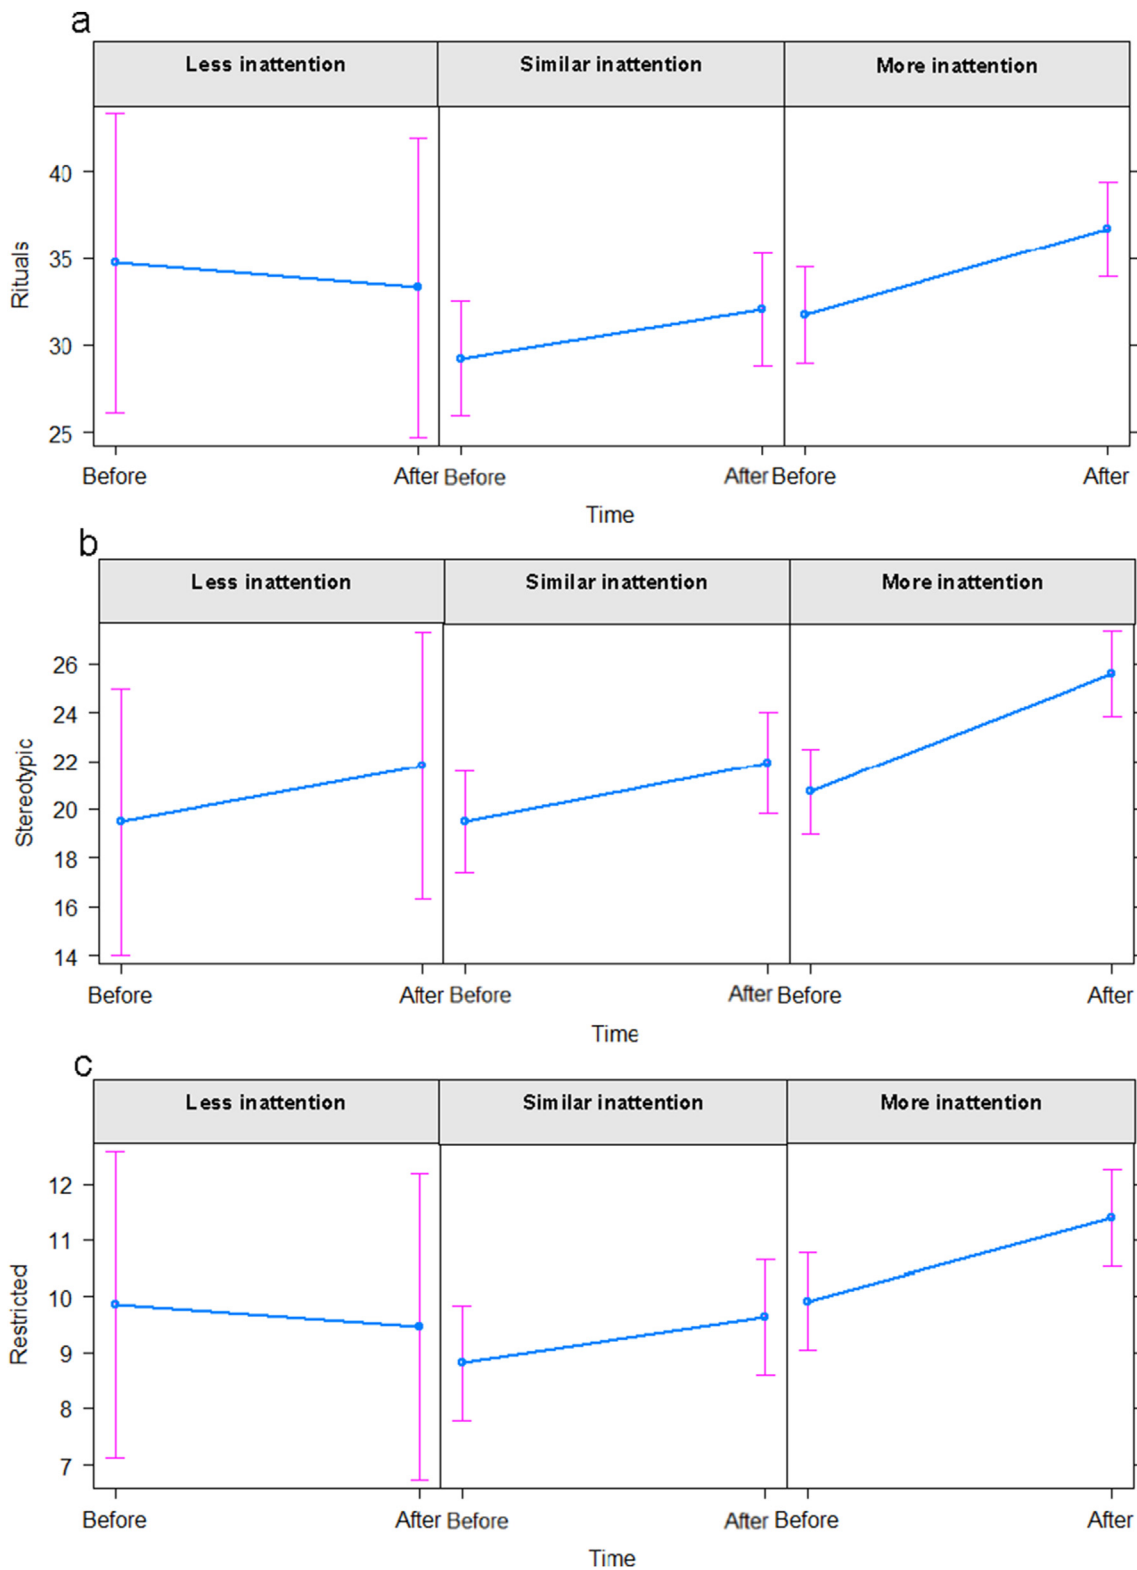 a
Less inattention Similar inattention More inattention
40
35
30
25
Rituals
Before After Before After Before After
Time
b
Less inattention Similar inattention More inattention
26
24
22
20
18
16
14
Stereotypic
Before After Before After Before After
Time
c
Less inattention Similar inattention More inattention
12
11
10
9
8
7
Restricted
Before After Before After Before After
Time